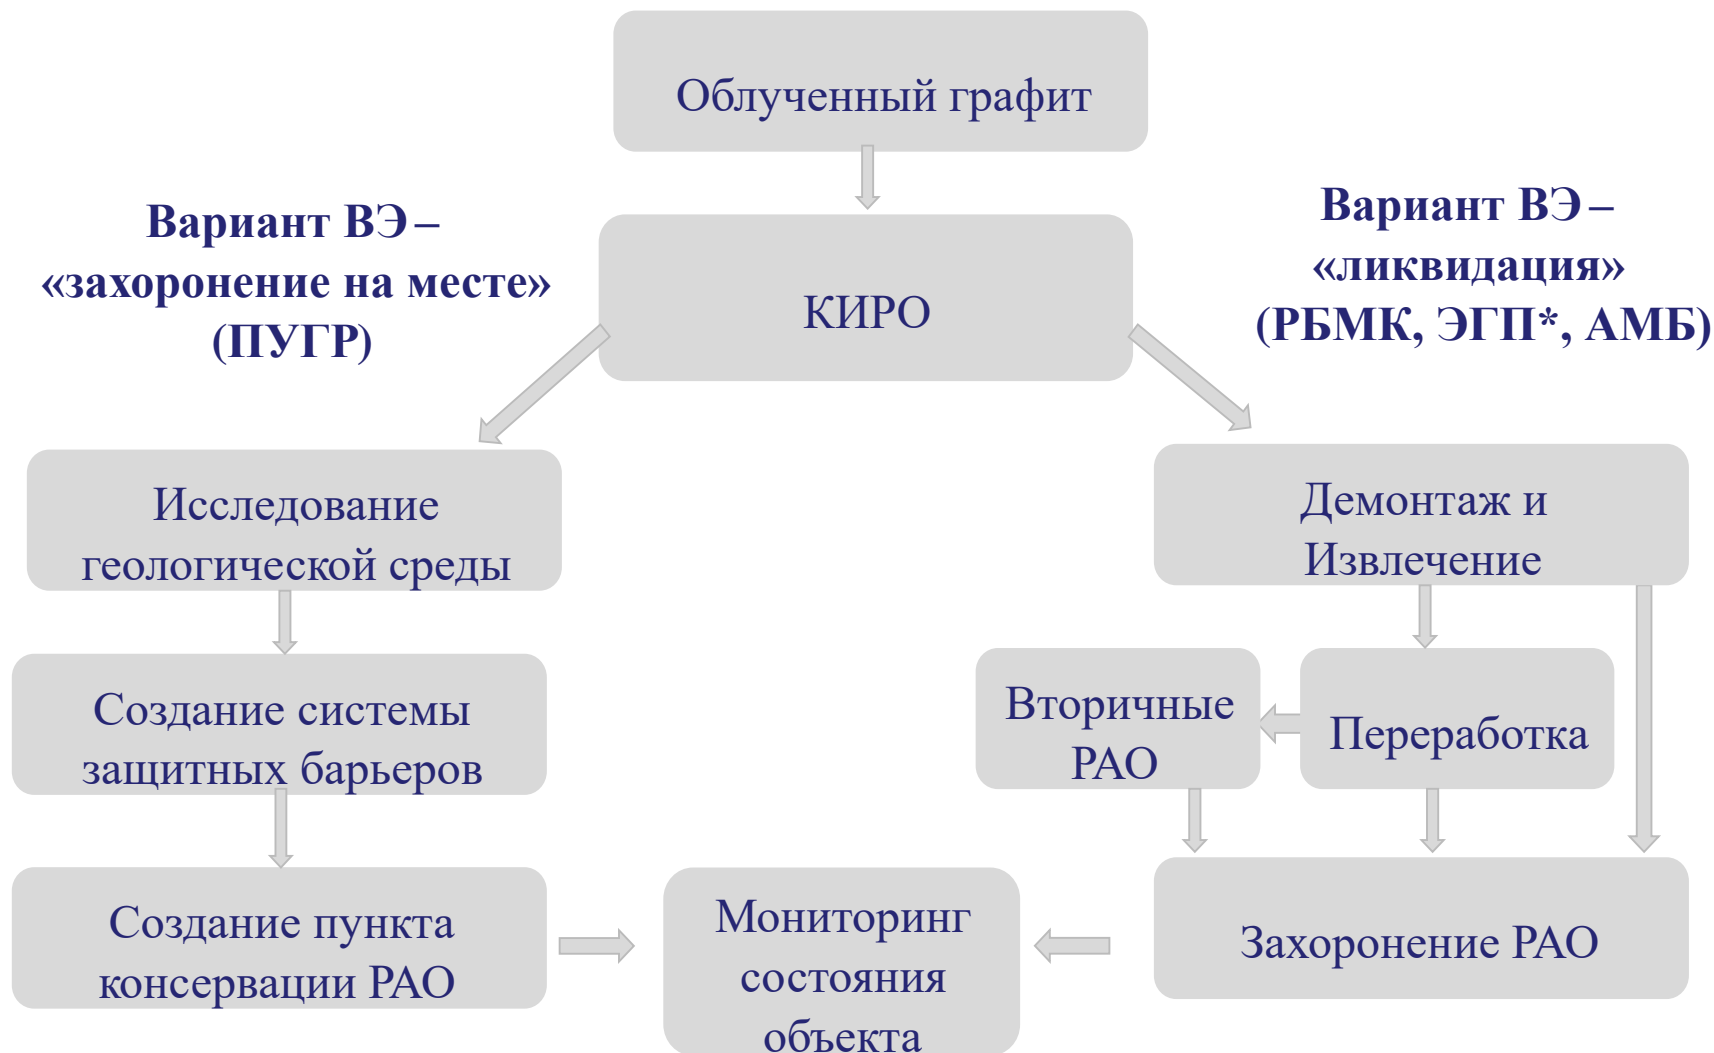 Облученный графит
Вариант ВЭ –
«захоронение на месте»
(ПУГР)
КИРО
Вариант ВЭ –
«ликвидация»
(РБМК, ЭГП*, АМБ)
Исследование
геологической среды
Демонтаж и
Извлечение
Создание системы
защитных барьеров
Вторичные
РАО
Переработка
Создание пункта
консервации РАО
Мониторинг
состояния
объекта
Захоронение РАО